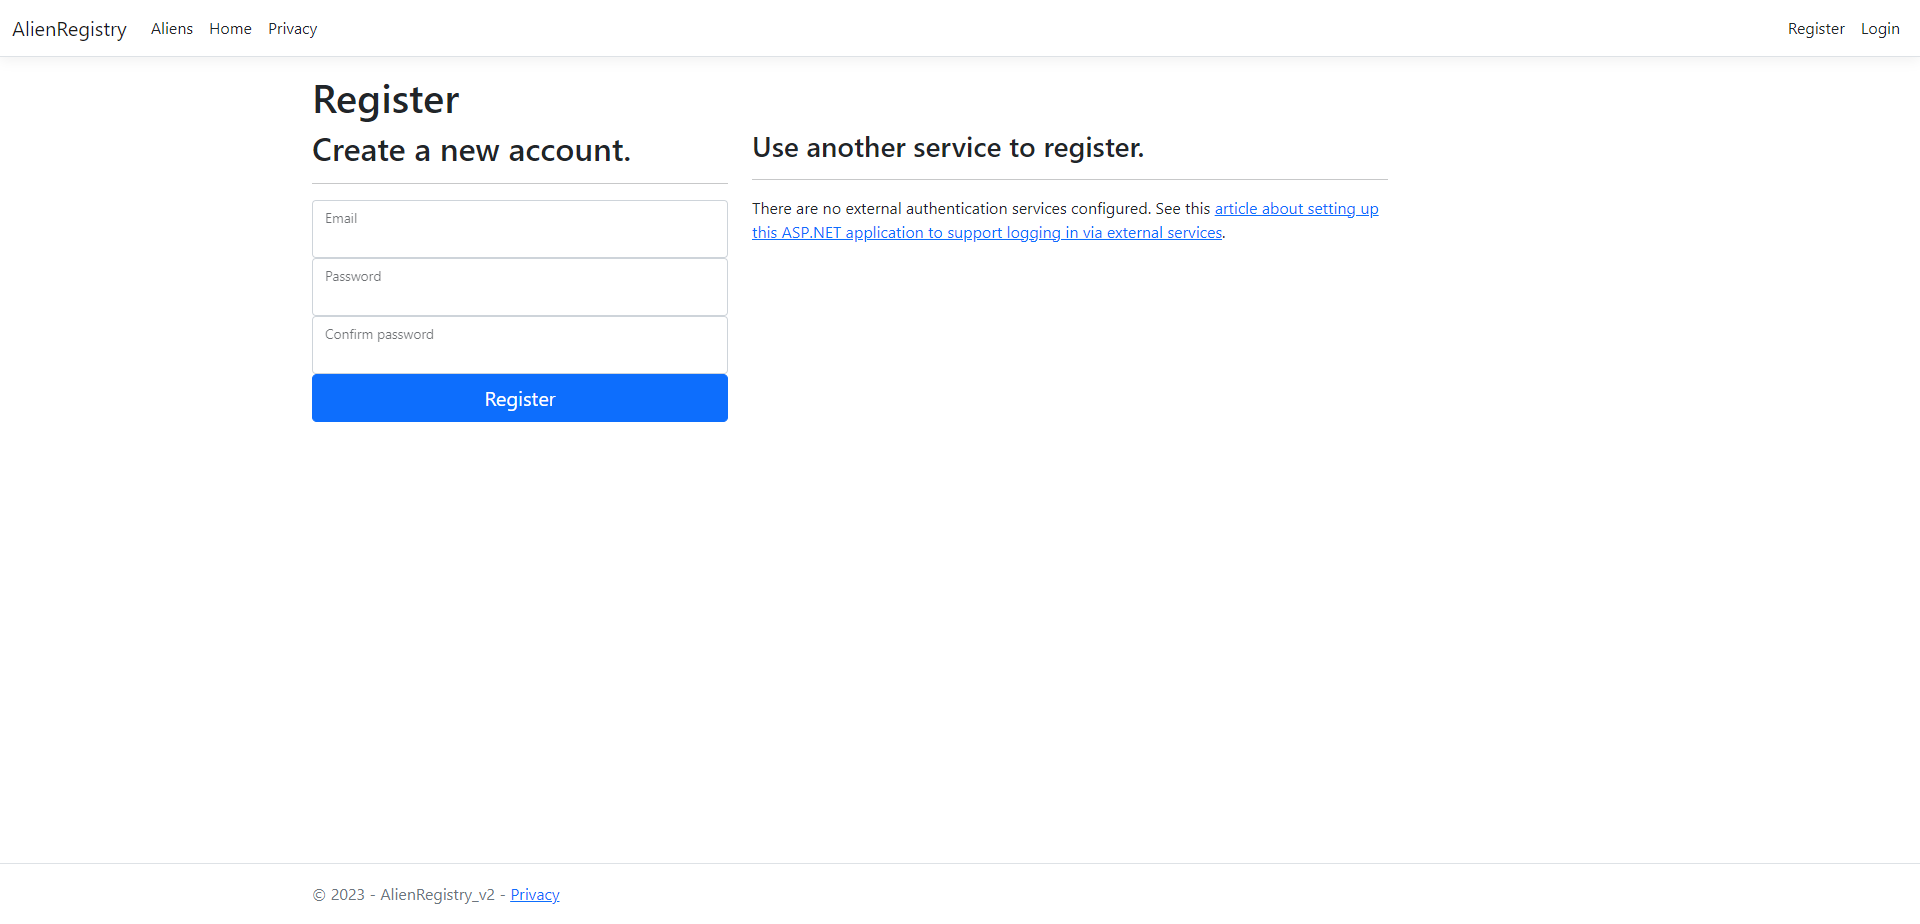 AlienRegistry Aliens Home Privacy Register Login
Register
Create a new account.
Email
Password
Confirm password
Register
Use another service to register.
There are no external authentication services configured. See this article about setting up
this ASP.NET application to support logging in via external services.
© 2023 - AlienRegistry_v2 - Privacy